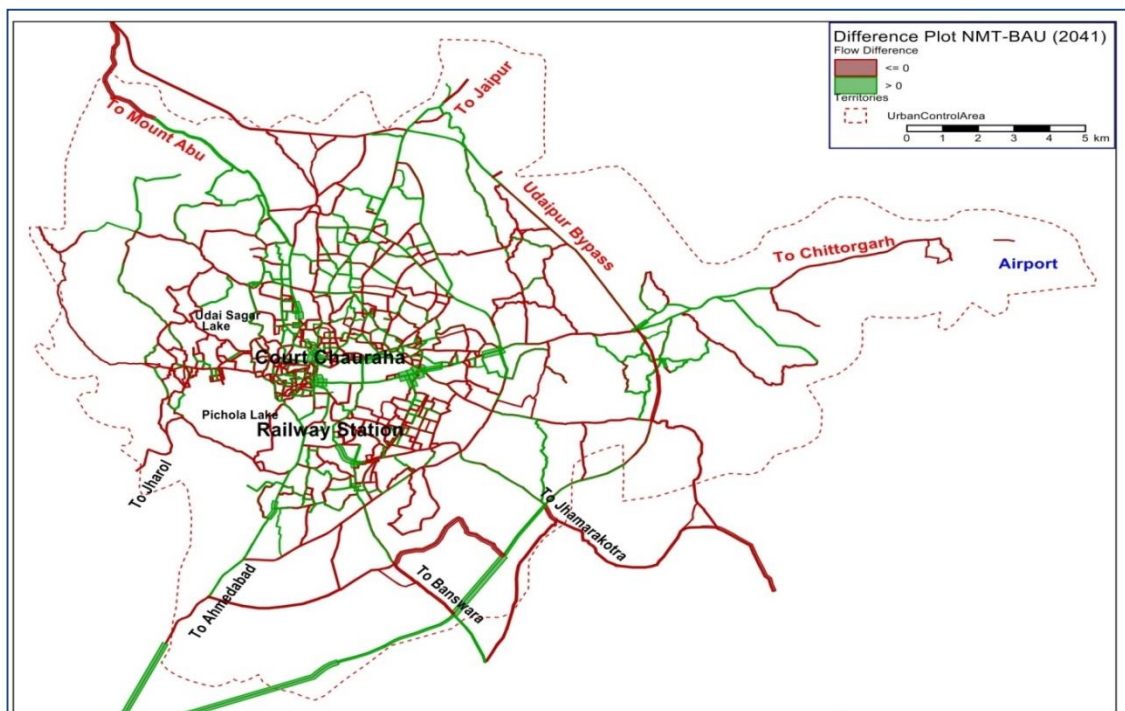 Difference Plot NMT-BAU (2041)
Flow Difference
<= 0
> 0
Territories
UrbanControlArea
0 1 2 3 4 5 km
To Jaipur
To Mount Abu
Udaipur Bypass
To Chittorgarh
Airport
Udai Sagar
Lake
Court Chauraha
Pichola Lake
Railway Station
To Jharol
To Jhamarakotra
To Banswara
To Ahmedabad